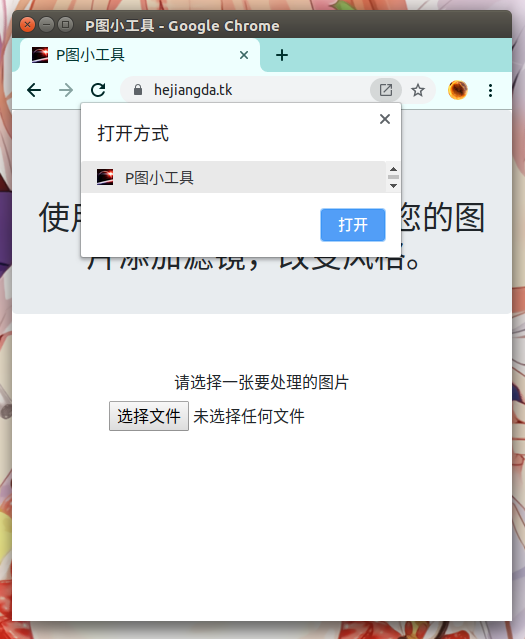 P图小工具 - Google Chrome
P图小工具
hejiangda.tk
打开方式
P图小工具
打开
使用
您的图
片添加滤镜，改变风格。
请选择一张要处理的图片
选择文件 未选择任何文件